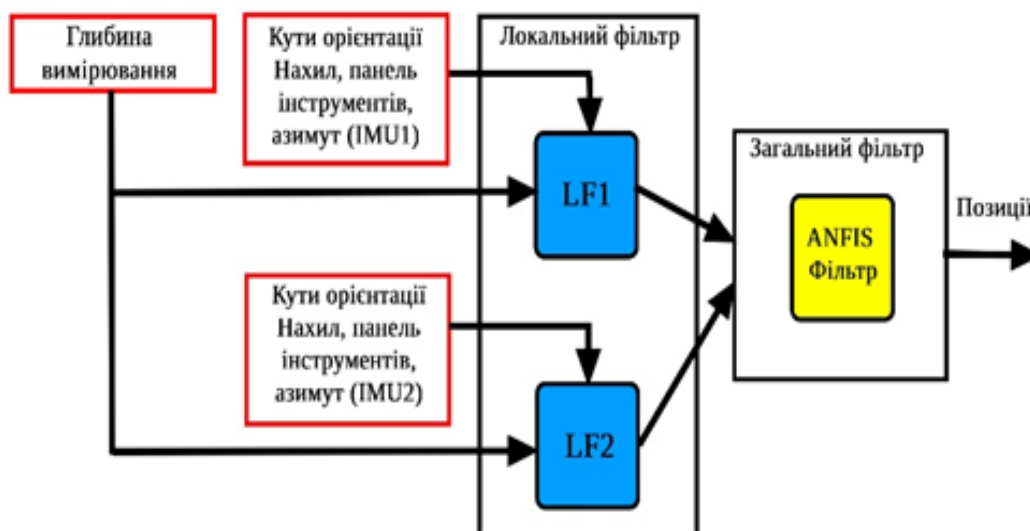 Глибина
вимірювання
Кути орієнтації
Нахил, панель
інструментів,
азимут (IMU1)
Локальний фільтр
LF1
Загальний фільтр
ANFIS
Фільтр
Позиції
Кути орієнтації
Нахил, панель
інструментів,
азимут (IMU2)
LF2